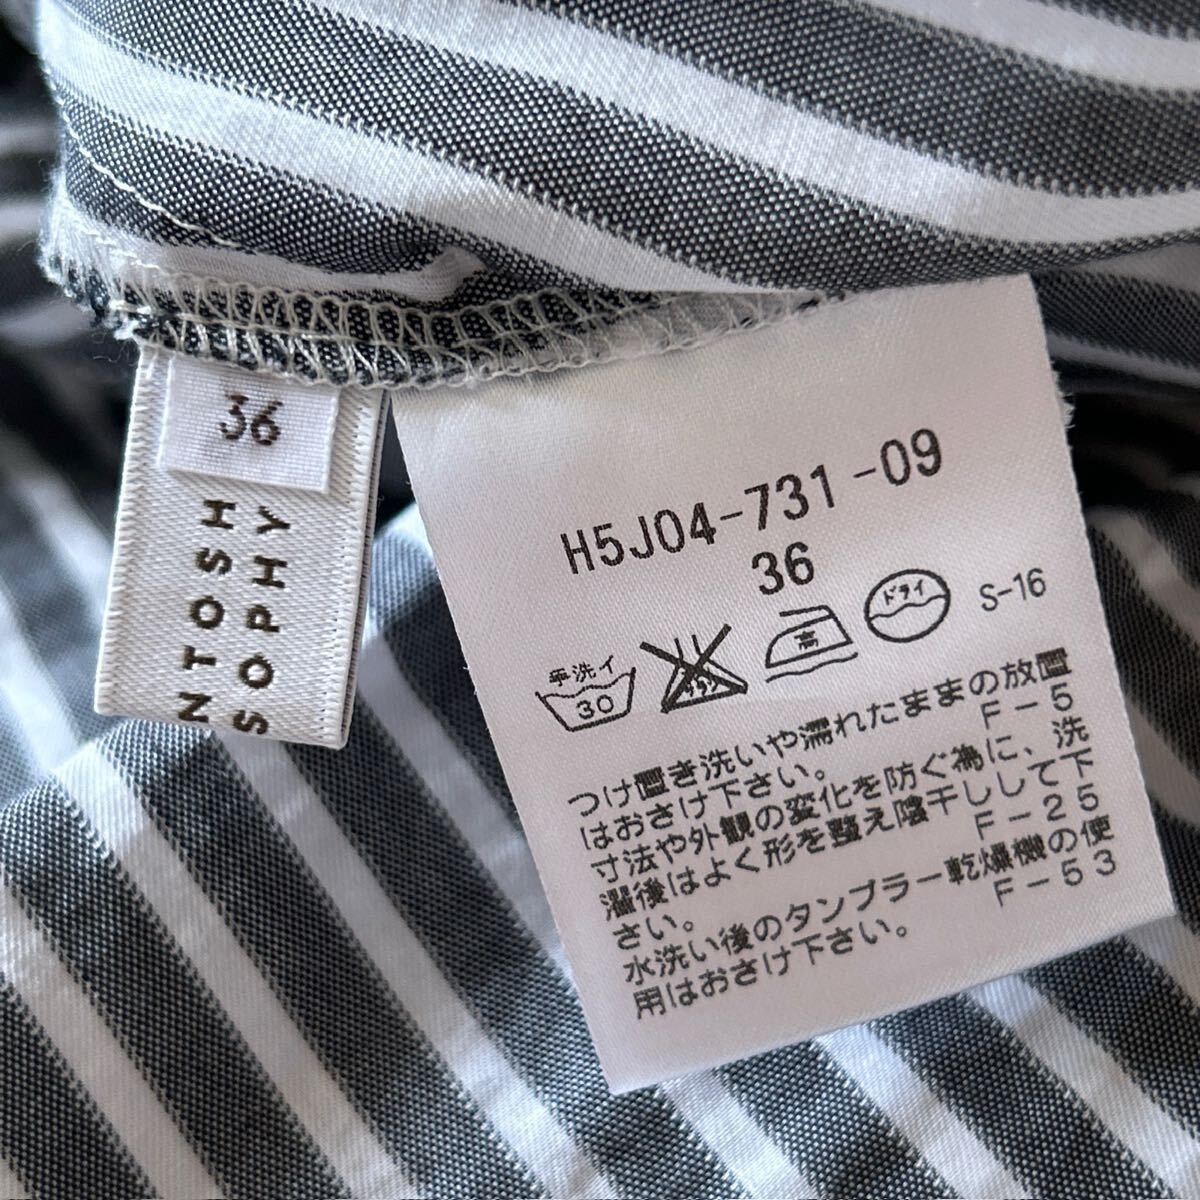 36
NTOSH
SOPHY
H5J04-731-09
36
手洗イ
30
高
ドライ
S-16
つけ置き洗いや濡れたままの放置
はおさけ下さい。 F-5
寸法や外観の変化を防ぐ為に、洗
濯後はよく形を整え陰干しして下
さい。 F-25
水洗い後のタンブラー乾燥機の使
用はおさけ下さい。 F-53